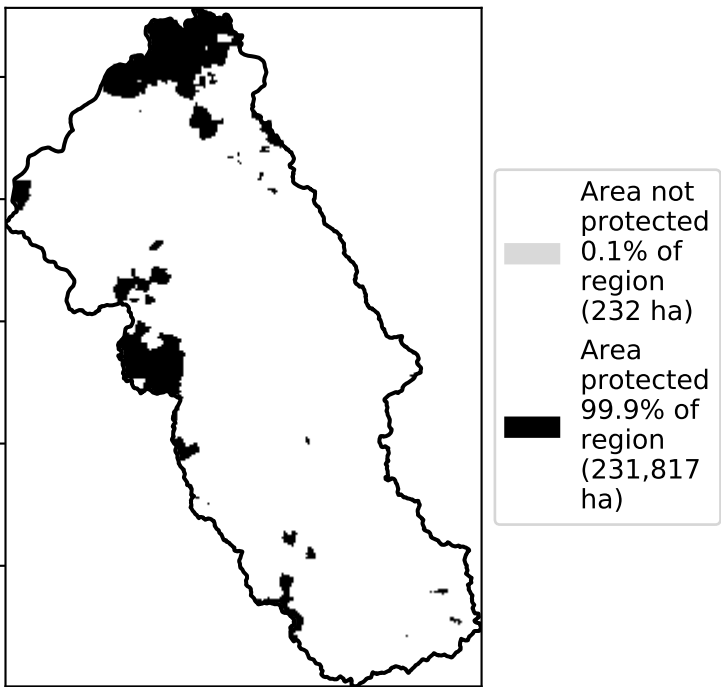 Area not
protected
0.1% of
region
(232 ha)
Area
protected
99.9% of
region
(231,817
ha)